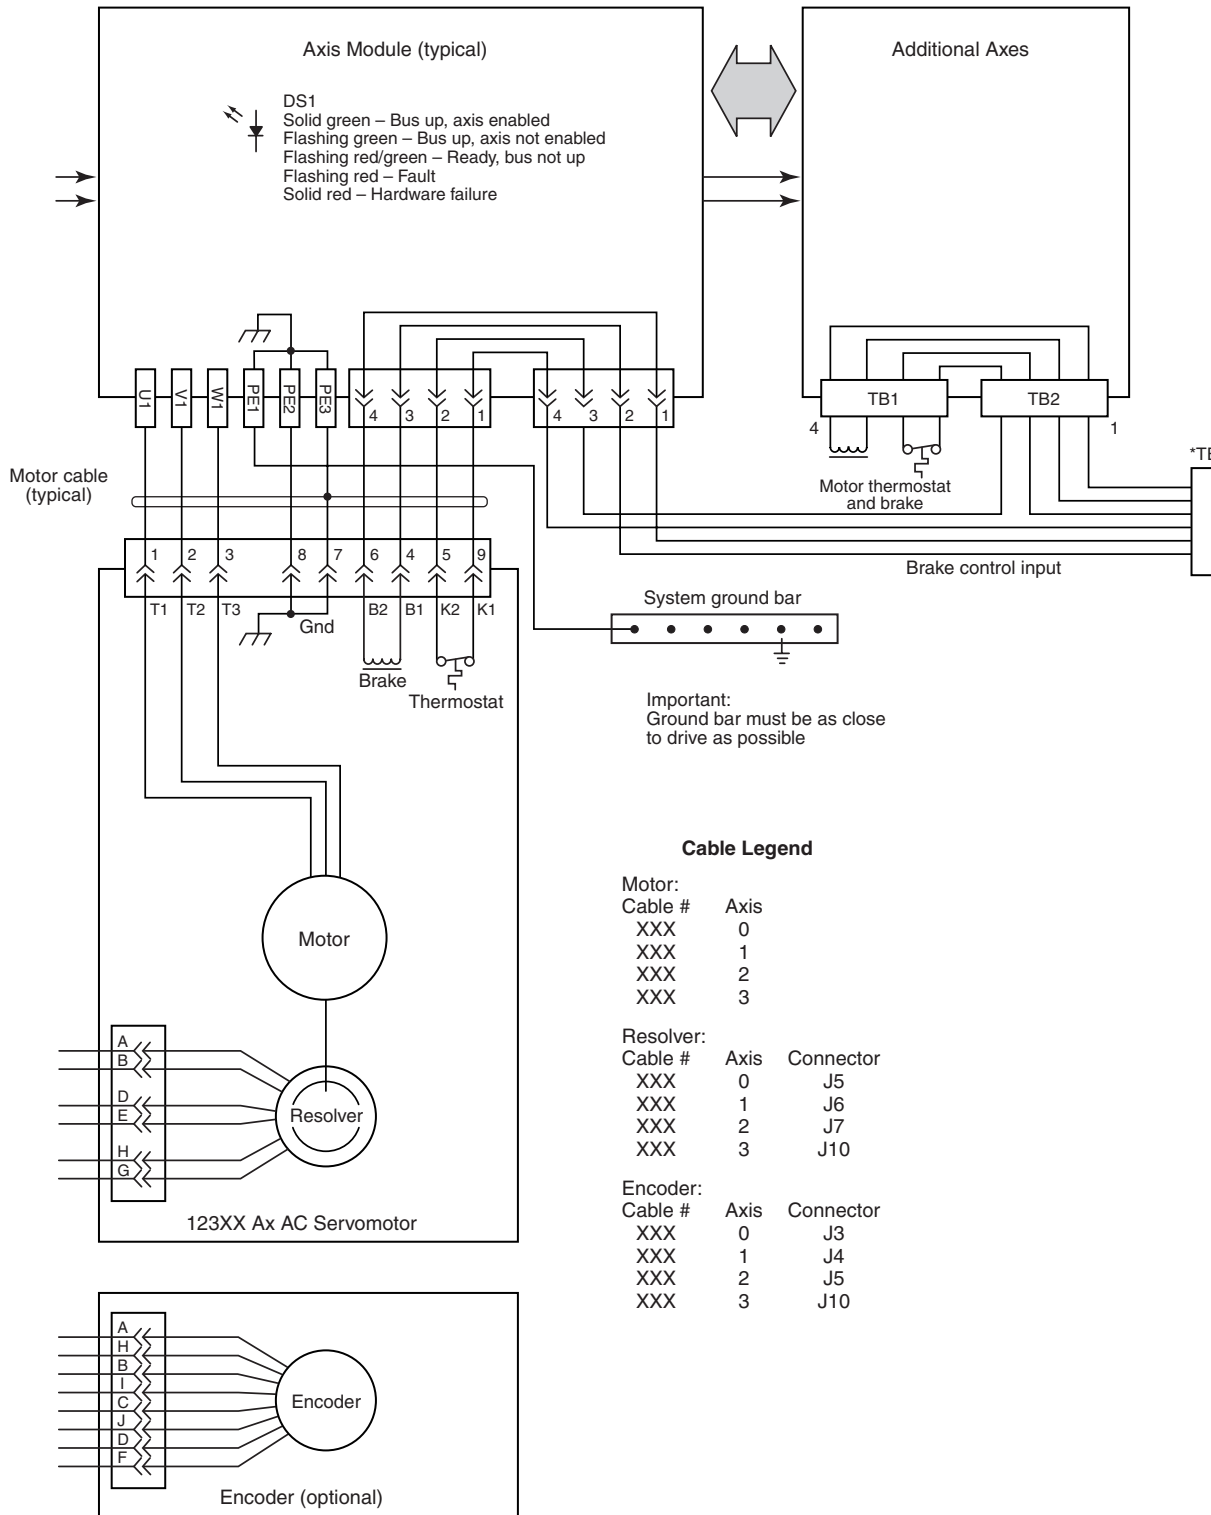 Axis Module (typical)
Additional Axes
DS1
Solid green – Bus up, axis enabled
Flashing green – Bus up, axis not enabled
Flashing red/green – Ready, bus not up
Flashing red – Fault
Solid red – Hardware failure
U1 V1 W1 PE1 PE2 PE3 4 3 2 1 4 3 2 1
TB1 TB2
4 1
*TB
Motor thermostat
and brake
Motor cable
(typical)
1 2 3 8 7 6 4 5 9
Brake control input
T1 T2 T3 B2 B1 K2 K1
Gnd
System ground bar
Brake
Thermostat
Important:
Ground bar must be as close
to drive as possible
Motor
Cable Legend
Motor:
Cable # Axis
XXX 0
XXX 1
XXX 2
XXX 3
Resolver:
Cable # Axis Connector
XXX 0 J5
XXX 1 J6
XXX 2 J7
XXX 3 J10
Encoder:
Cable # Axis Connector
XXX 0 J3
XXX 1 J4
XXX 2 J5
XXX 3 J10
A
B
D
E
H
G
Resolver
123XX Ax AC Servomotor
A
H
B
I
C
J
D
F
Encoder
Encoder (optional)